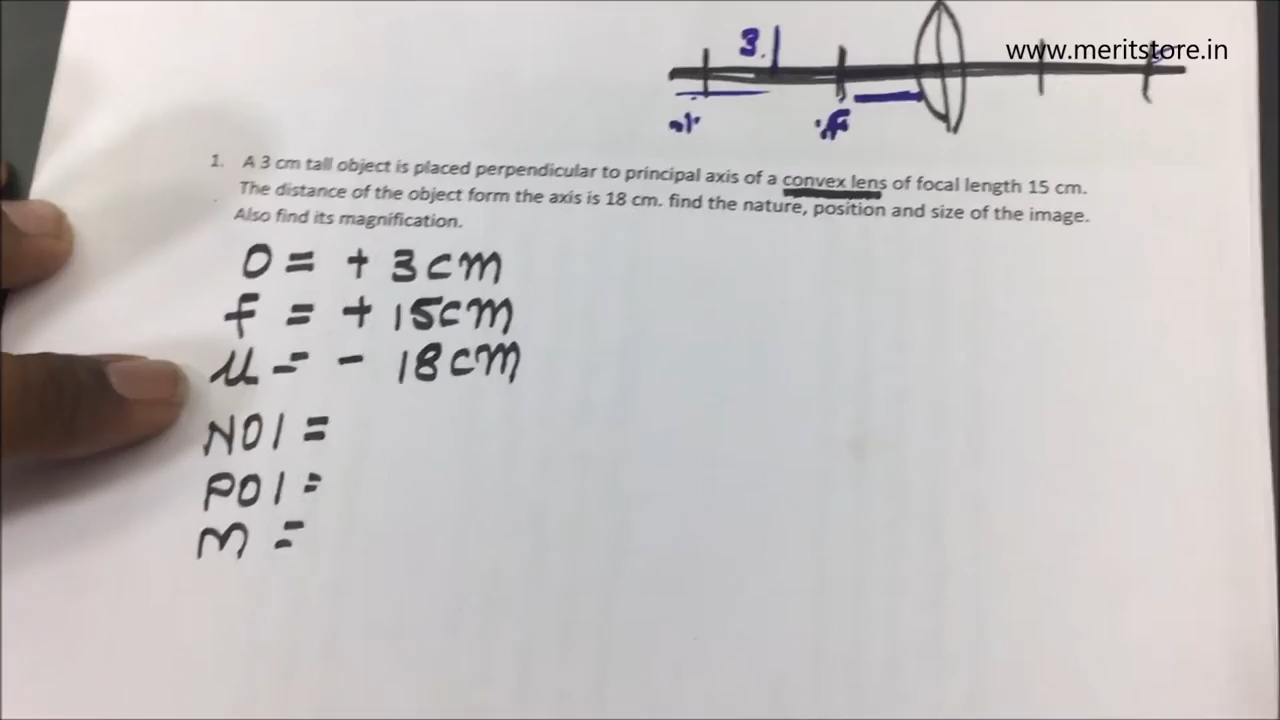 www.meritstore.in
3.
2F
F
1. A 3 cm tall object is placed perpendicular to principal axis of a convex lens of focal length 15 cm.
The distance of the object form the axis is 18 cm. find the nature, position and size of the image.
Also find its magnification.
O = + 3cm
f = + 15cm
u = - 18cm
NOI =
POI =
m =